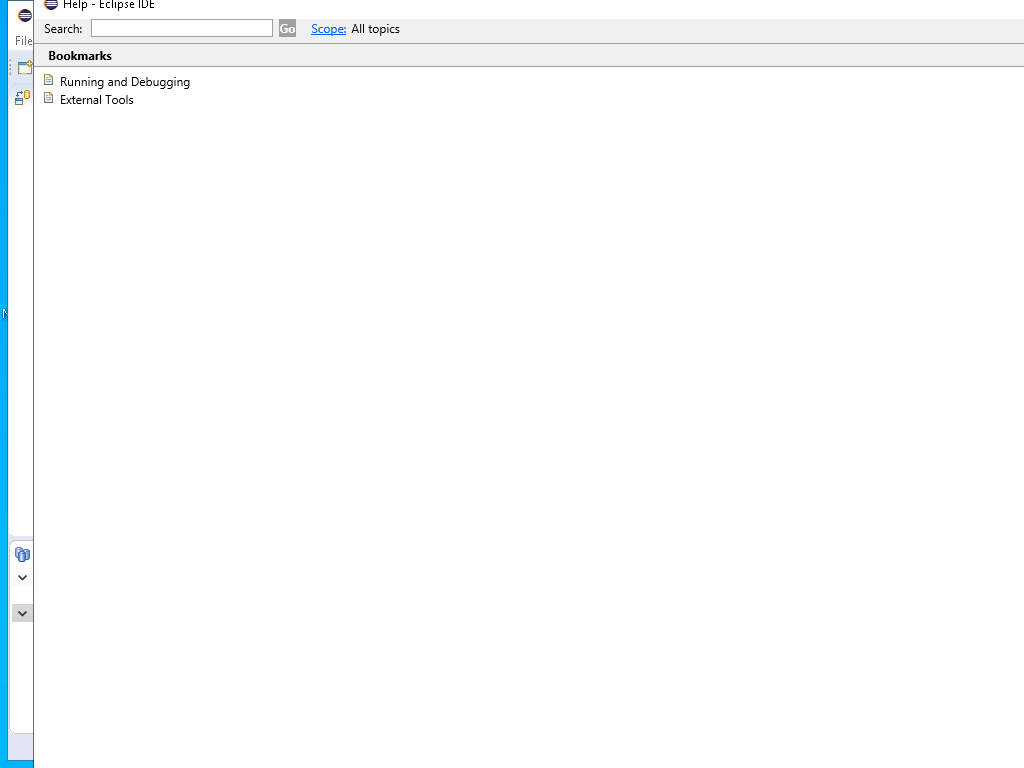 Help - Eclipse IDE
Search: Go Scope: All topics
File
Bookmarks
Running and Debugging
External Tools
N